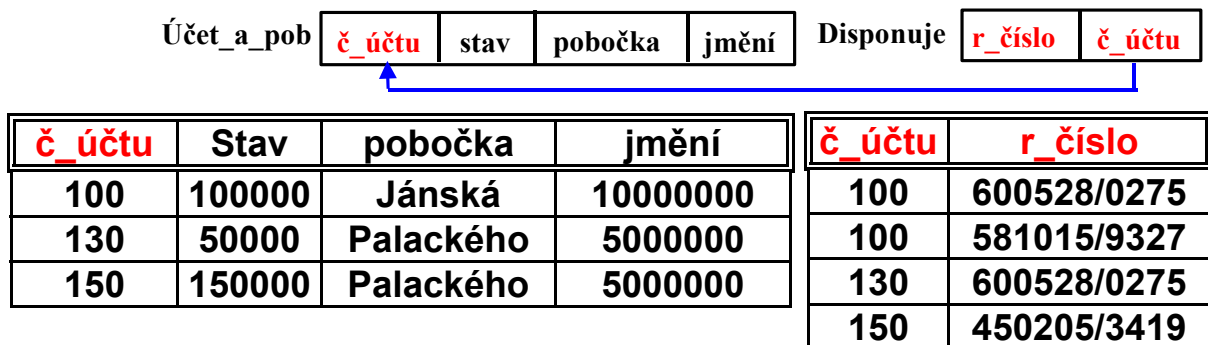 Účet_a_pob č_účtu stav pobočka jmění Disponuje r_číslo č_účtu
č_účtu Stav pobočka jmění
100 100000 Jánská 10000000
130 50000 Palackého 5000000
150 150000 Palackého 5000000
č_účtu r_číslo
100 600528/0275
100 581015/9327
130 600528/0275
150 450205/3419